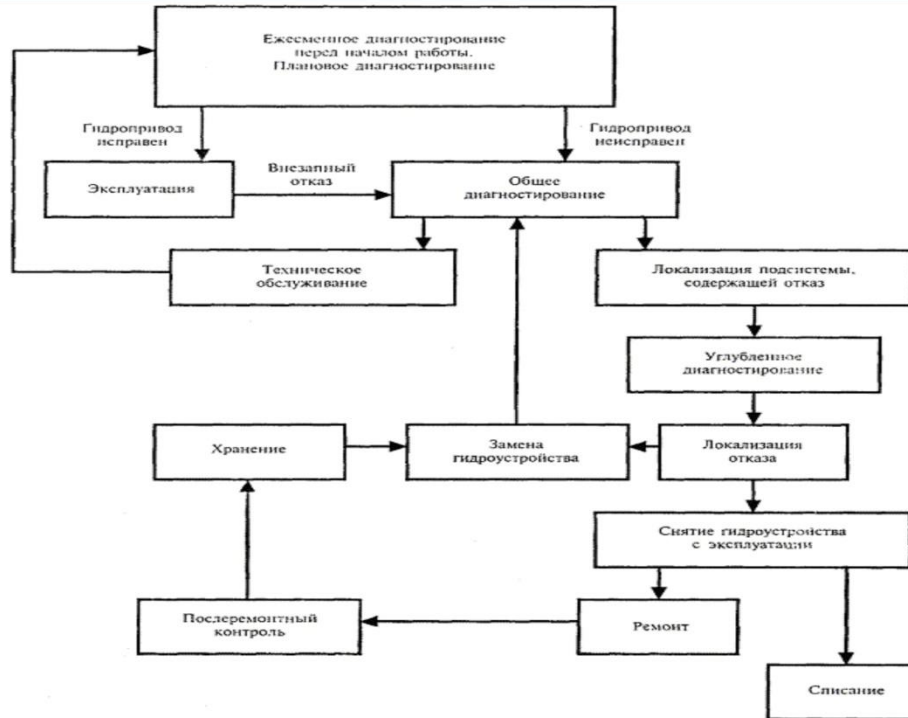 Ежесменное диагностирование
перед началом работы.
Плановое диагностирование
Гидропривод
исправен
Гидропривод
неисправен
Эксплуатация
Внезапный
отказ
Общее
диагностирование
Техническое
обслуживание
Локализация подсистемы,
содержащей отказ
Углубленное
диагностирование
Хранение
Замена
гидроустройства
Локализация
отказа
Снятие гидроустройства
с эксплуатации
Послеремонтный
контроль
Ремонт
Списание